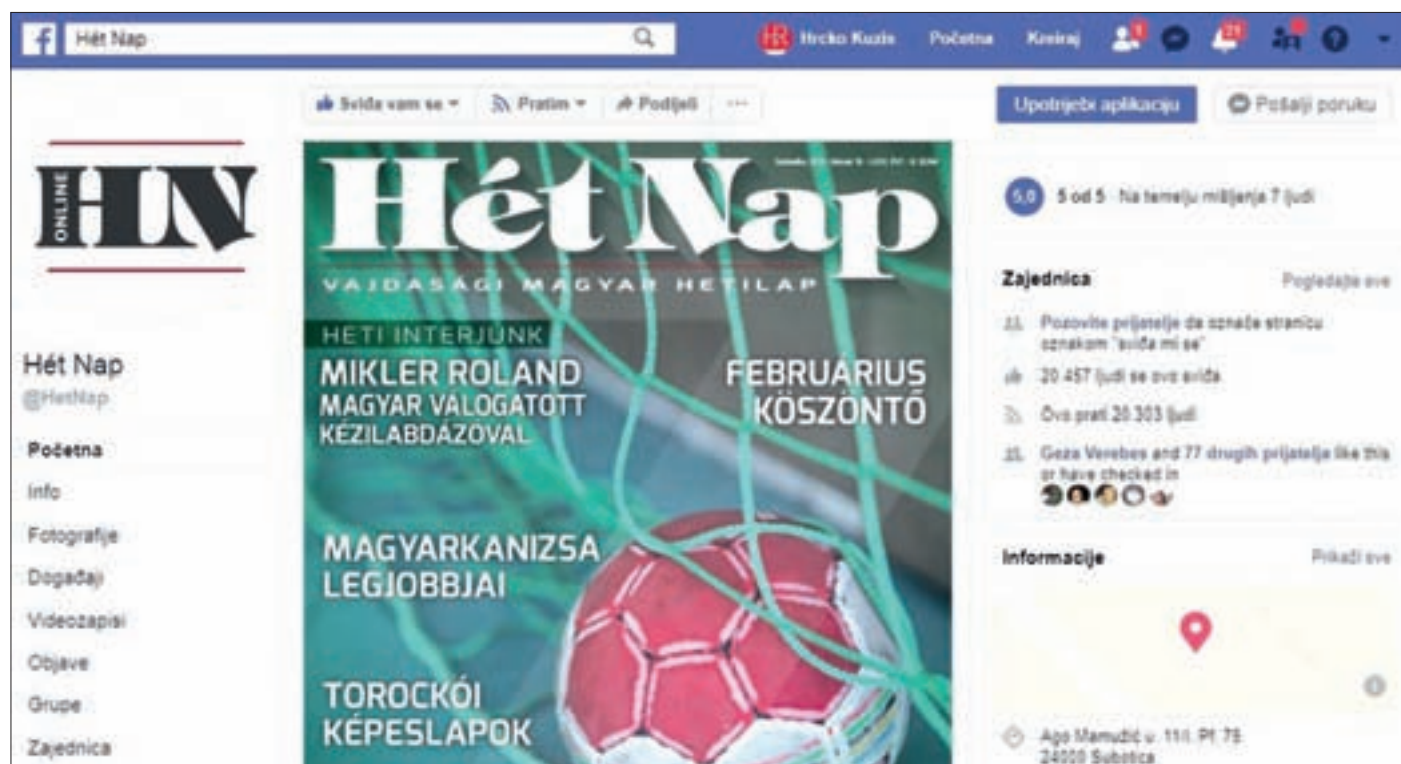 Hét Nap
Hrcko Kuzis
Početna
Kreiraj
1
21
Sviđa vam se
Pratim
Podijeli
Upotrijebi aplikaciju
Pošalji poruku
ONLINE
HN
Hét Nap
@HetNap
Početna
Info
Fotografije
Događaji
Videozapisi
Objave
Grupe
Zajednica
Hét Nap
VAJDASÁGI MAGYAR HETILAP
HETI INTERJÚNK
MIKLER ROLAND
MAGYAR VÁLOGATOTT
KÉZILABDÁZÓVAL
FEBRUÁRIUS
KÖSZÖNTŐ
MAGYARKANIZSA
LEGJOBBJAI
TOROCKÓI
KÉPESLAPOK
5,0
5 od 5 · Na temelju mišljenja 7 ljudi
Zajednica
Pogledajte sve
Pozovite prijatelje da označe stranicu
oznakom "sviđa mi se"
20.457 ljudi se ovo sviđa
Ovo prati 20.303 ljudi
Geza Verebes and 77 drugih prijatelja like this
or have checked in
Informacije
Prikaži sve
Age Mamužić u. 11/I. Pf. 78
24000 Subotica